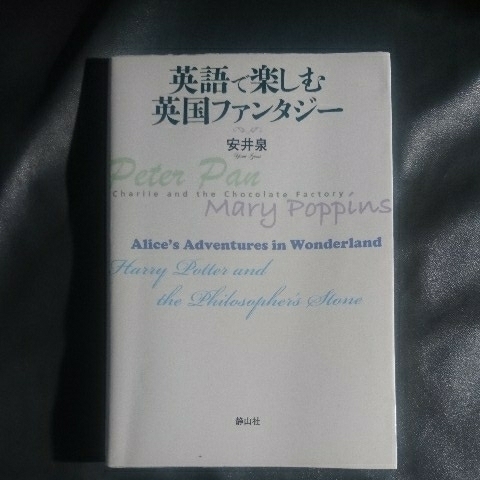 英語で楽しむ
英国ファンタジー
安井泉
Peter Pan
Charlie and the Chocolate Factory
Mary Poppins
Alice's Adventures in Wonderland
Harry Potter and
the Philosopher's Stone
静山社